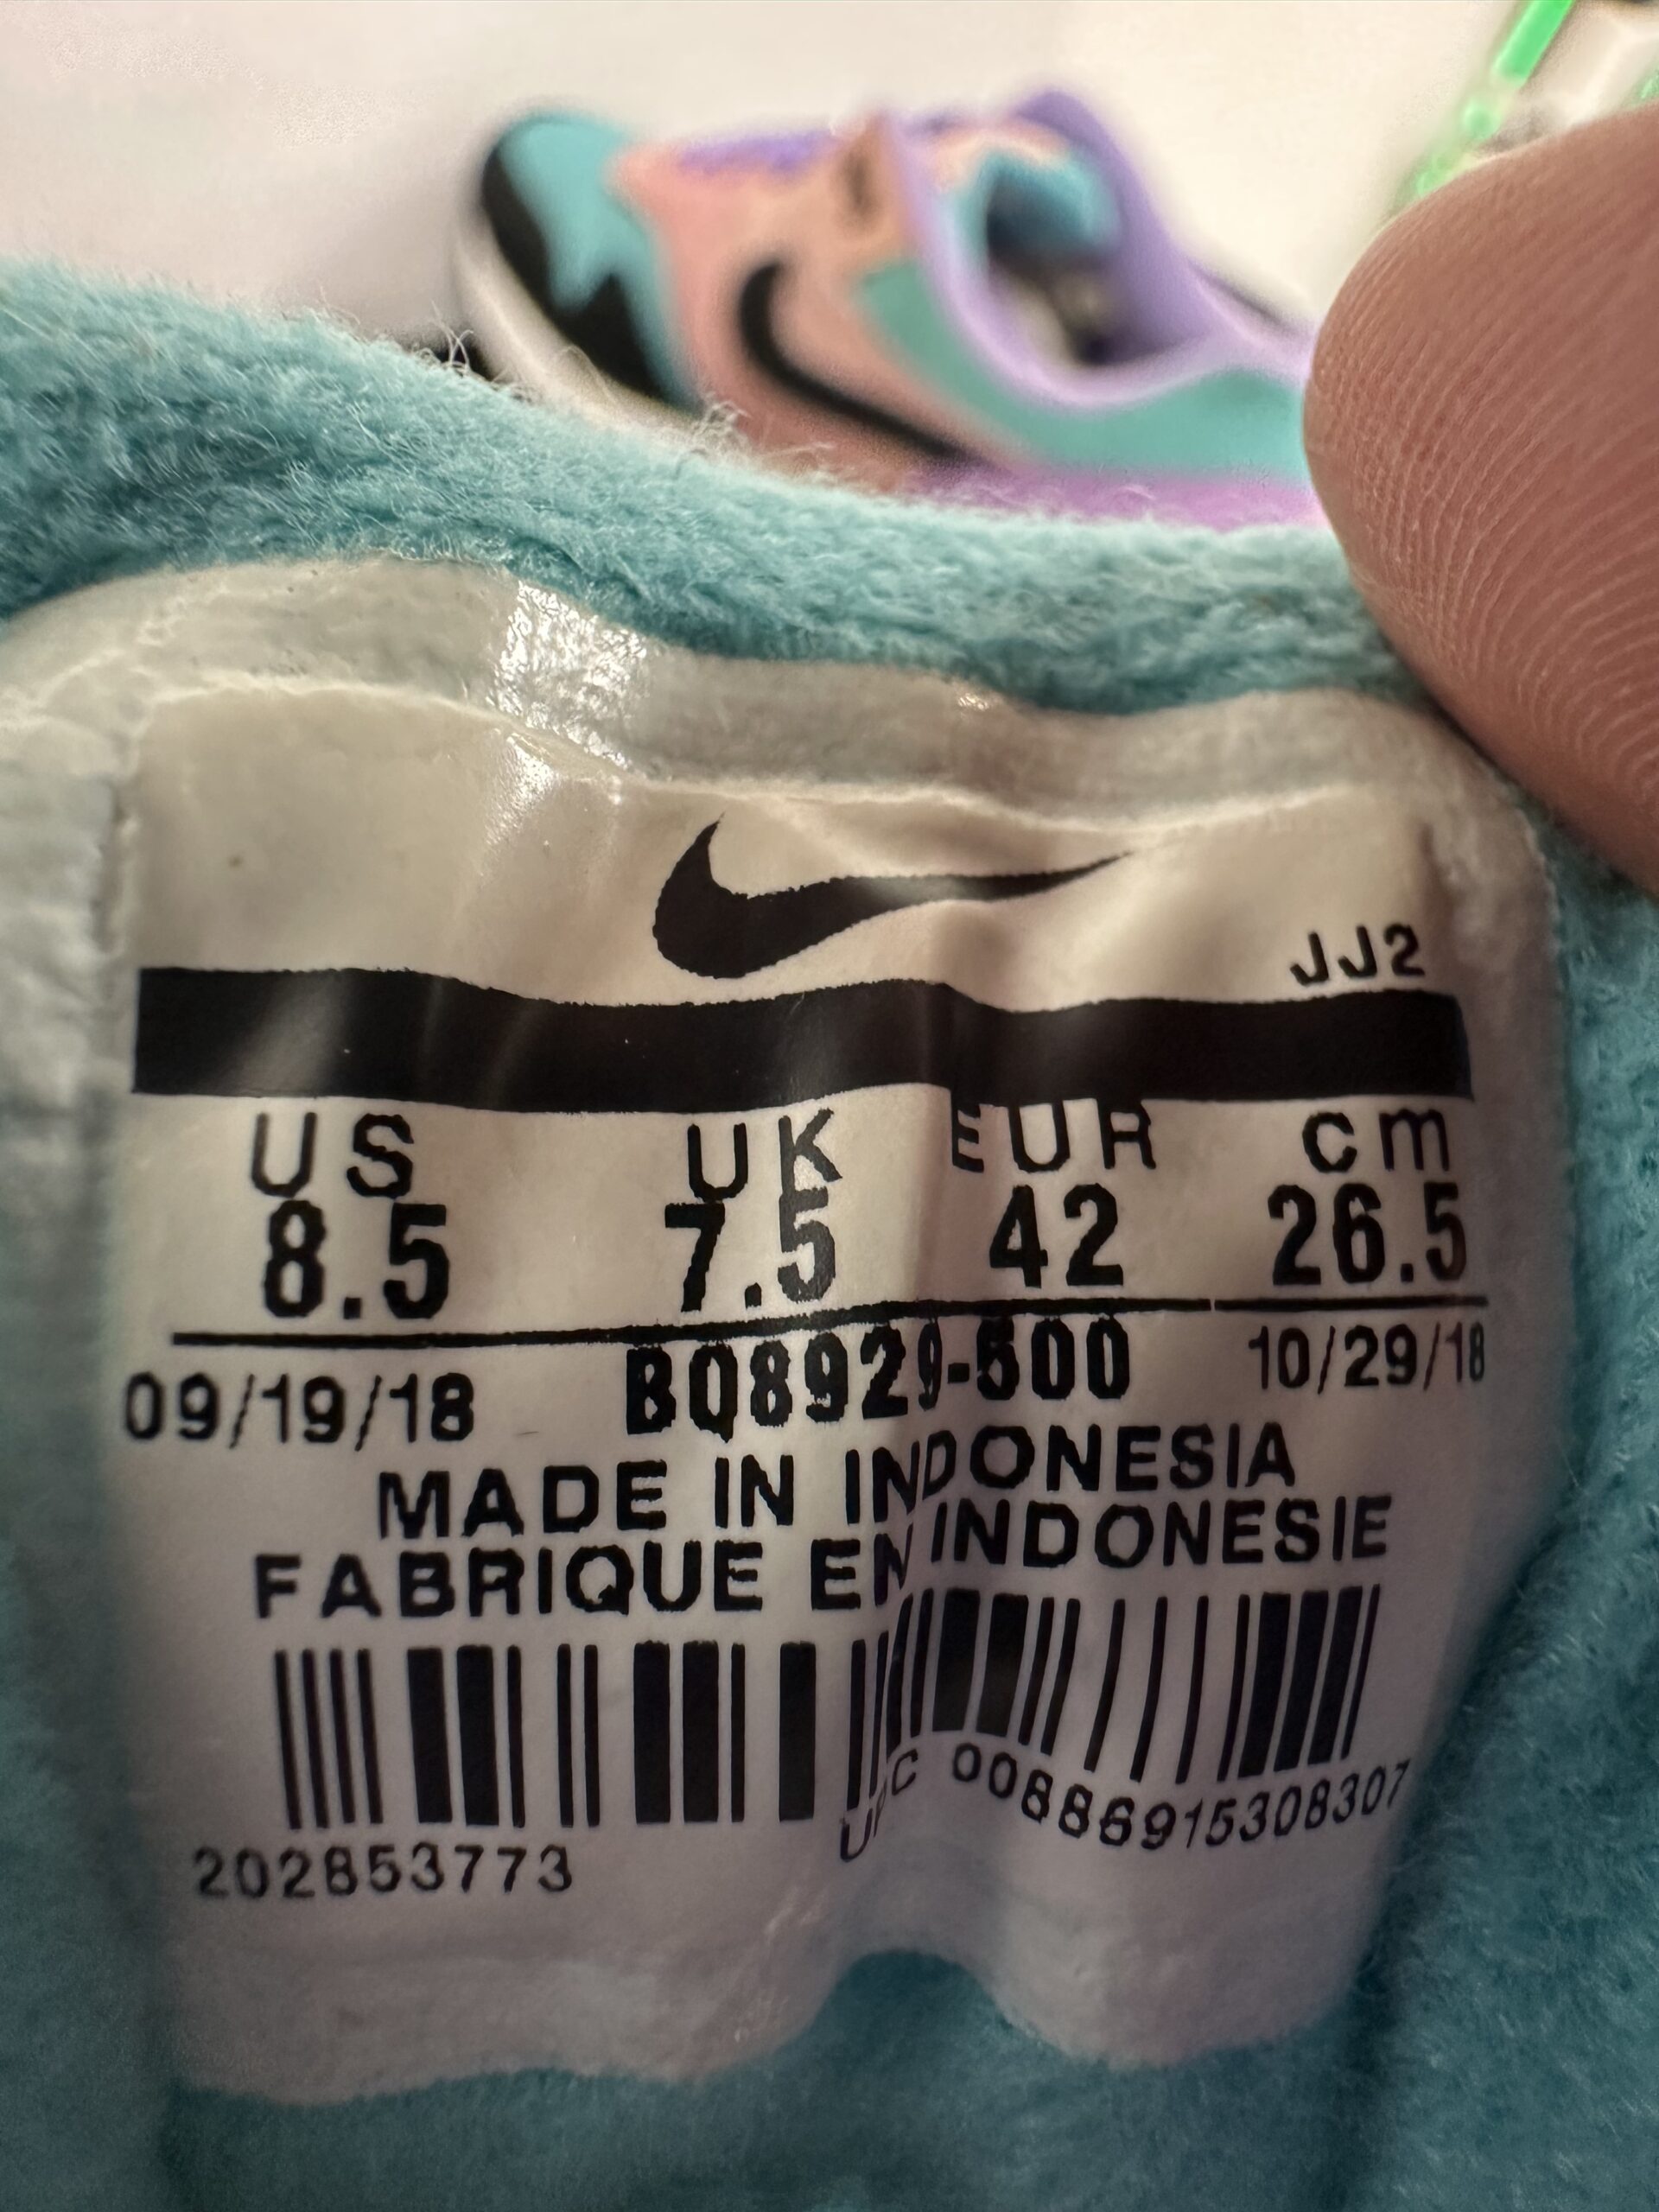 JJ2
US UK EUR cm
8.5 7.5 42 26.5
09/19/18 BQ8929-500 10/29/18
MADE IN INDONESIA
FABRIQUE EN INDONESIE
UPC 00886915308307
202853773